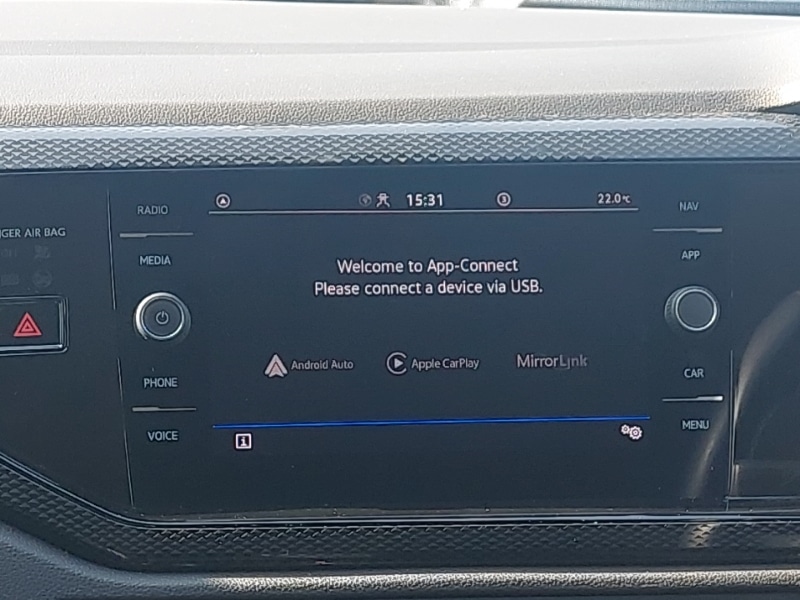 RADIO
15:31
3
22.0°C
NAV
GER AIR BAG
MEDIA
Welcome to App-Connect
Please connect a device via USB.
APP
Android Auto
Apple CarPlay
MirrorLink
PHONE
CAR
VOICE
i
MENU